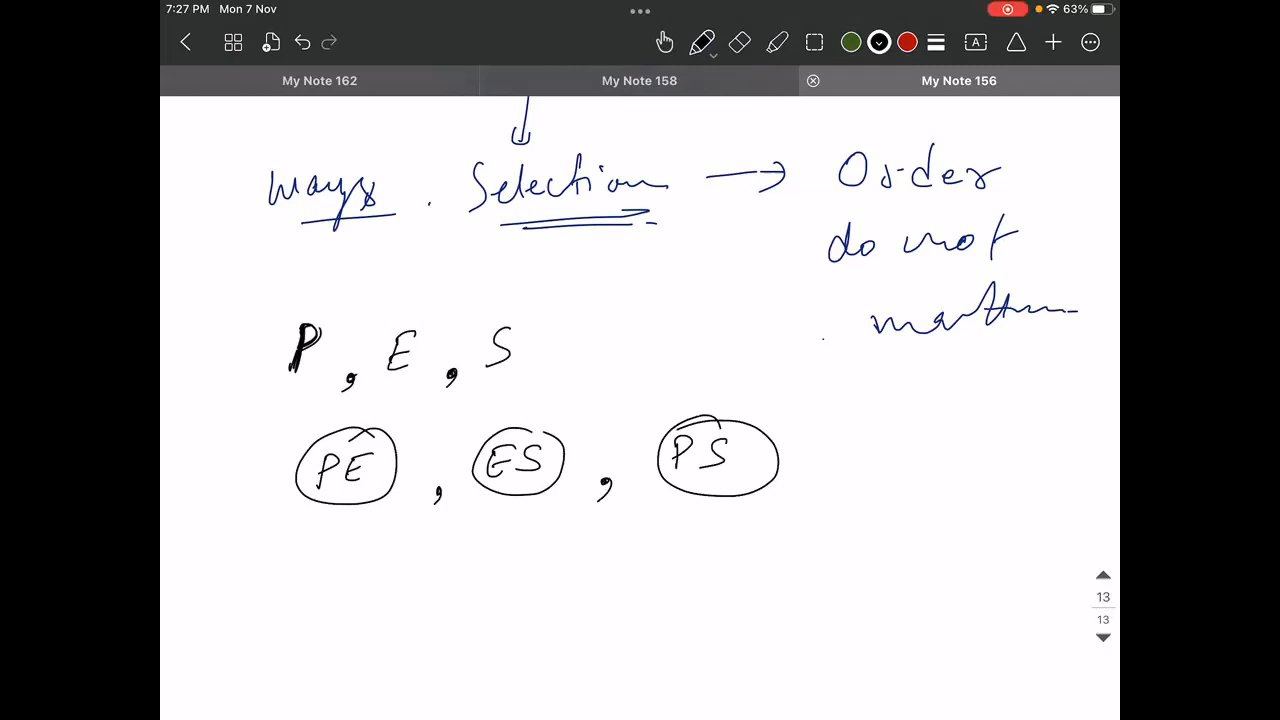 7:27 PM Mon 7 Nov 63%
My Note 162 My Note 158 My Note 156
ways. Selection → Order
do not
matter
P, E, S
PE, ES, PS
13
13